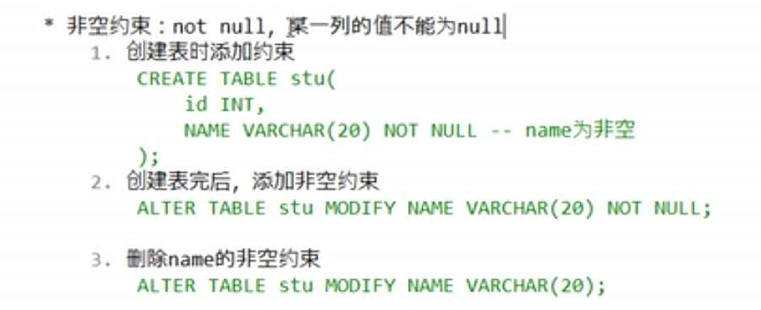 * 非空约束：not null，某一列的值不能为null
1. 创建表时添加约束
CREATE TABLE stu(
id INT,
NAME VARCHAR(20) NOT NULL -- name为非空
);
2. 创建表完后，添加非空约束
ALTER TABLE stu MODIFY NAME VARCHAR(20) NOT NULL;
3. 删除name的非空约束
ALTER TABLE stu MODIFY NAME VARCHAR(20);